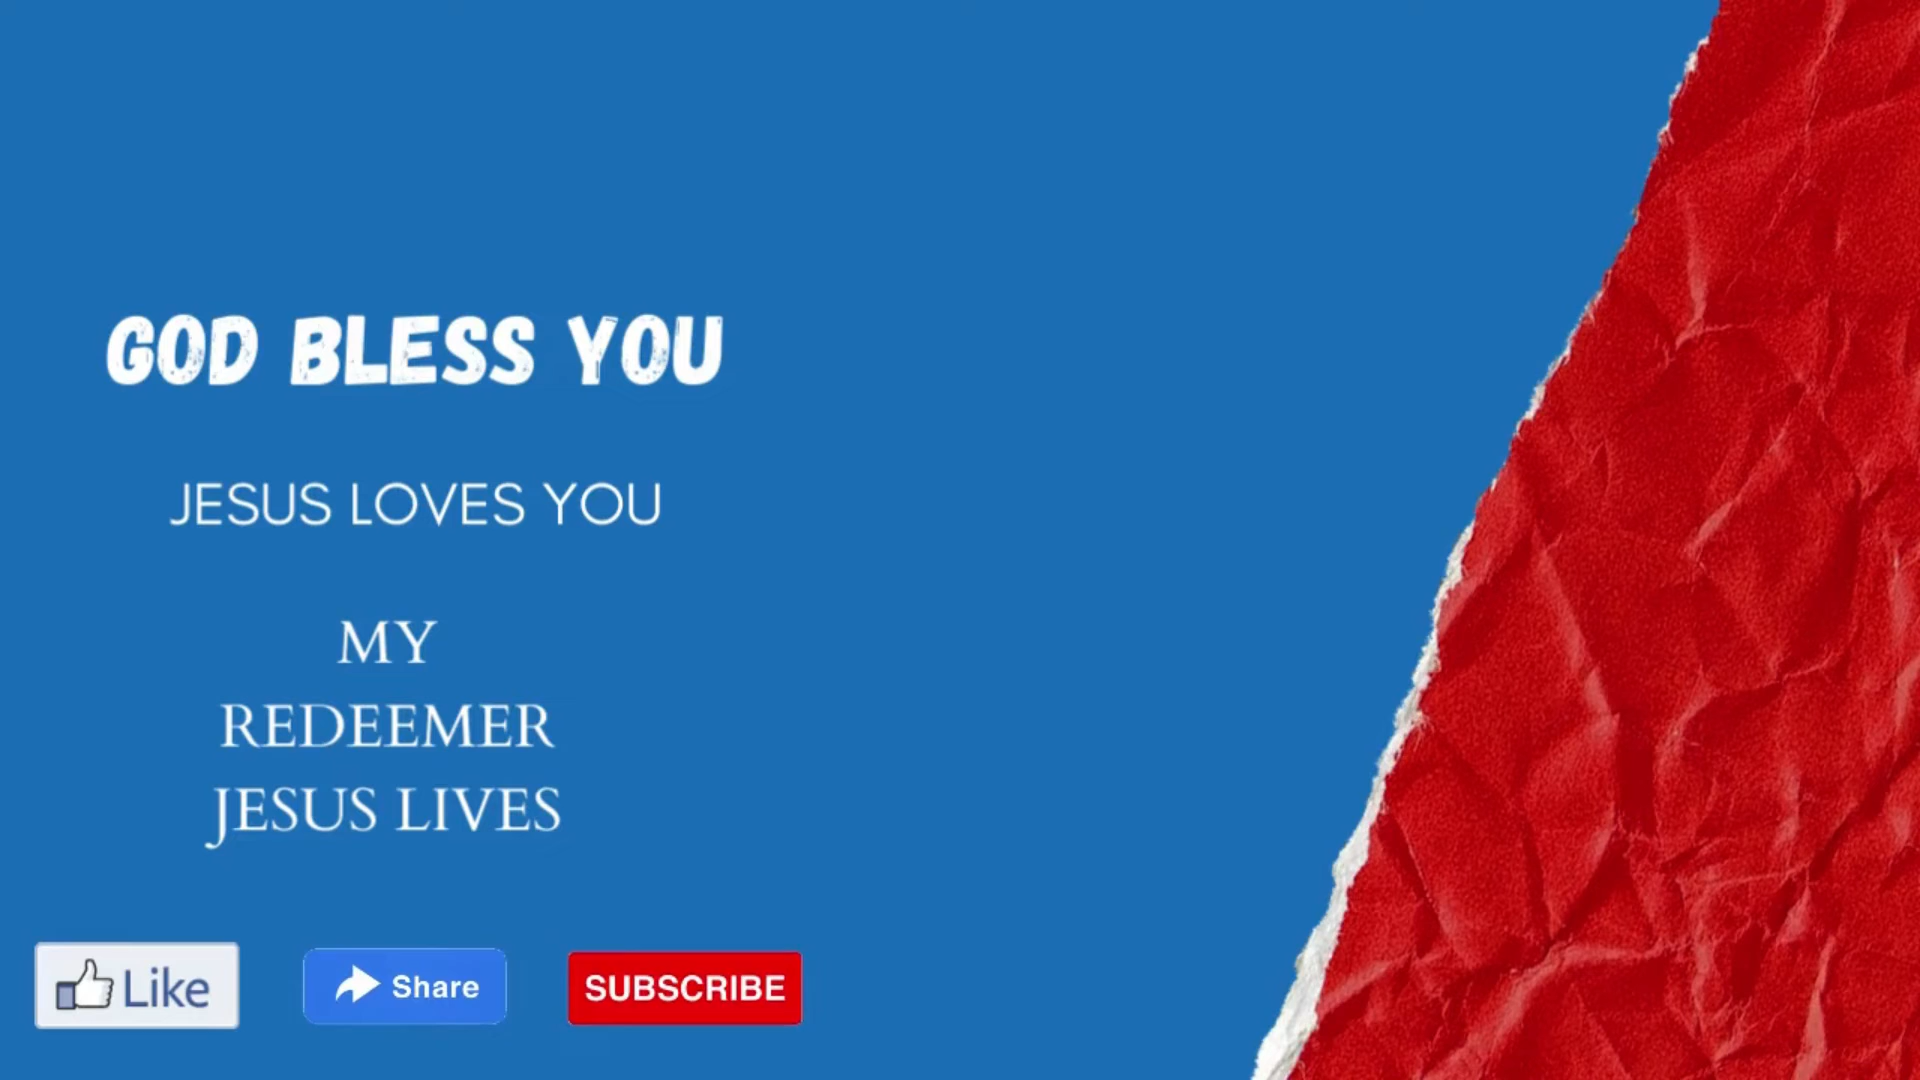 GOD BLESS YOU
JESUS LOVES YOU
MY
REDEEMER
JESUS LIVES
Like
Share
SUBSCRIBE